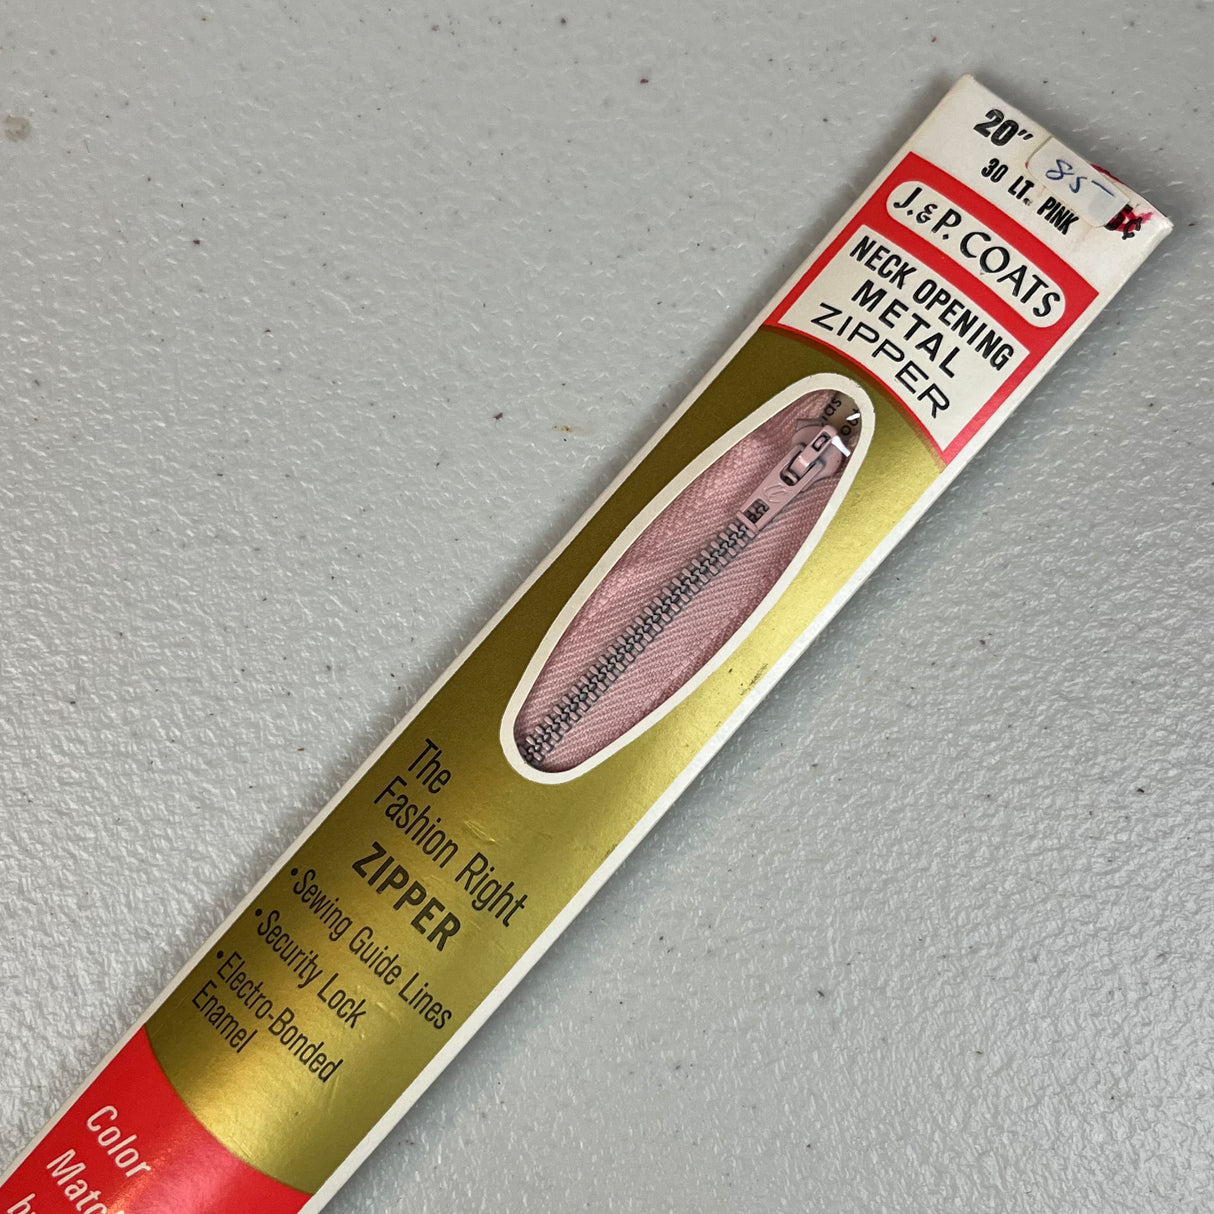 20"
85-
30 LT. PINK 5¢
J. & P. COATS
NECK OPENING
METAL
ZIPPER
The
Fashion Right
ZIPPER
• Sewing Guide Lines
• Security Lock
• Electro-Bonded
Enamel
Color